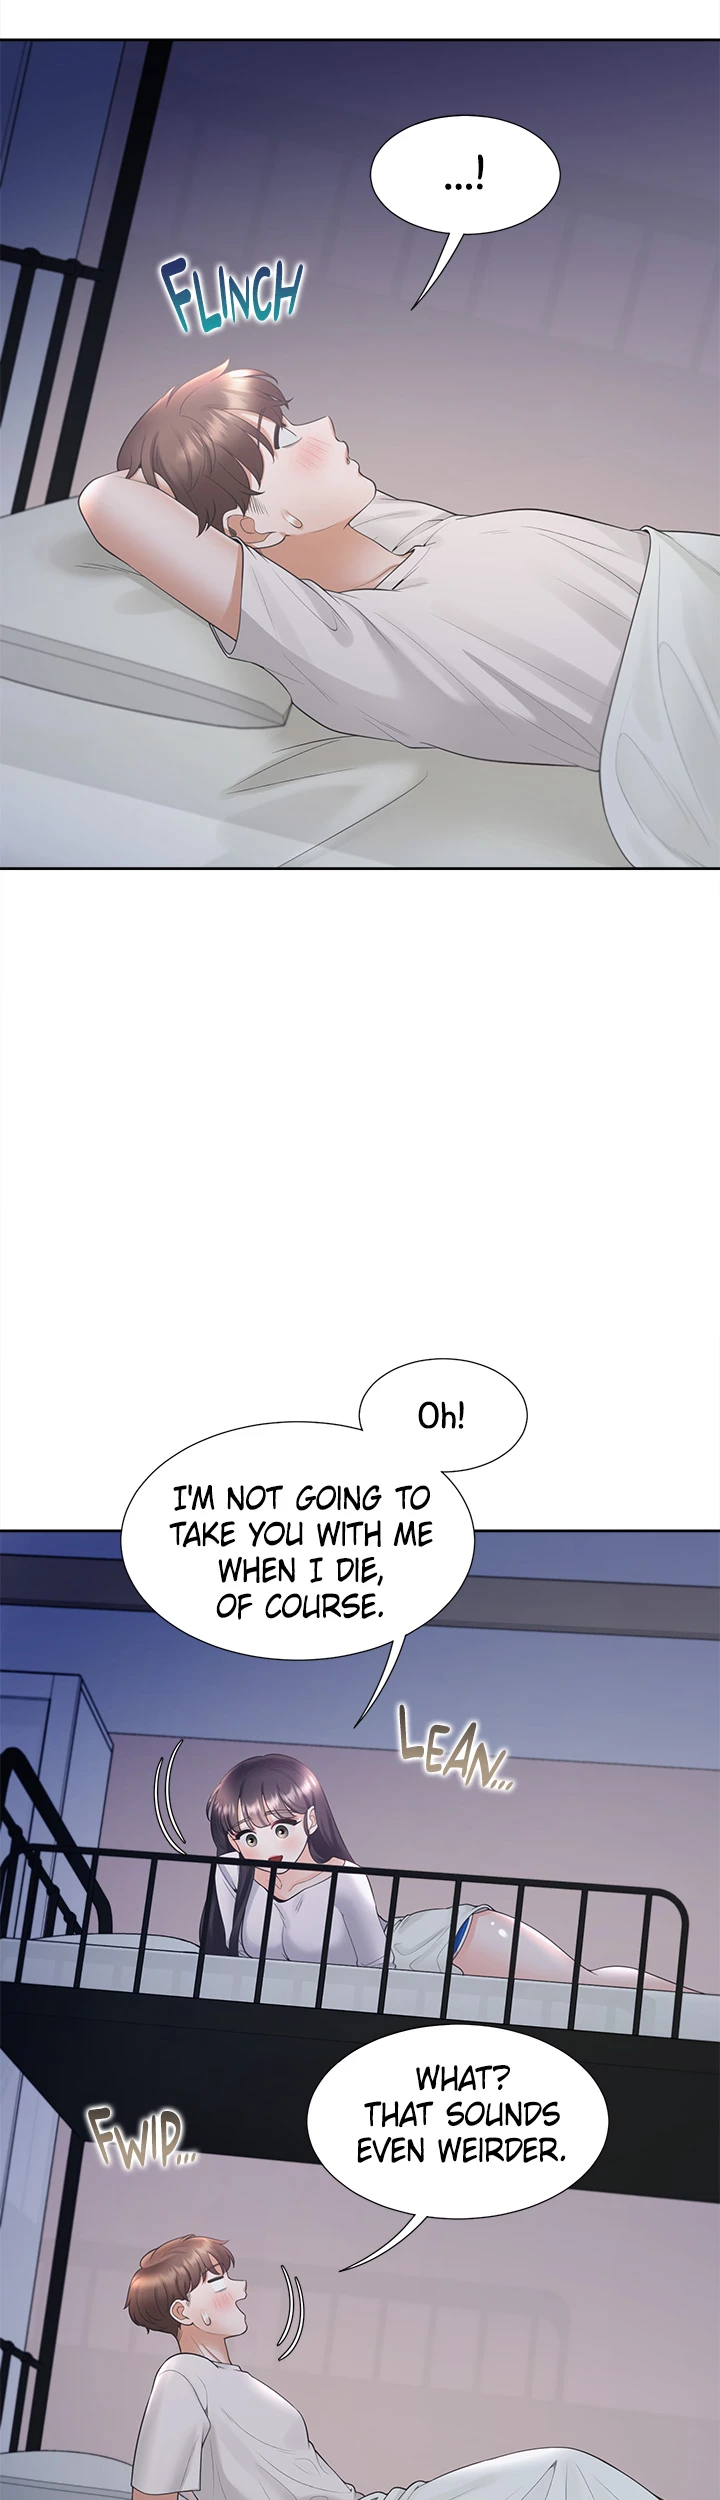 ...!
FLINCH
Oh!
I'M NOT GOING TO
TAKE YOU WITH ME
WHEN I DIE,
OF COURSE.
LEAN...
WHAT?
THAT SOUNDS
EVEN WEIRDER.
FWIP...